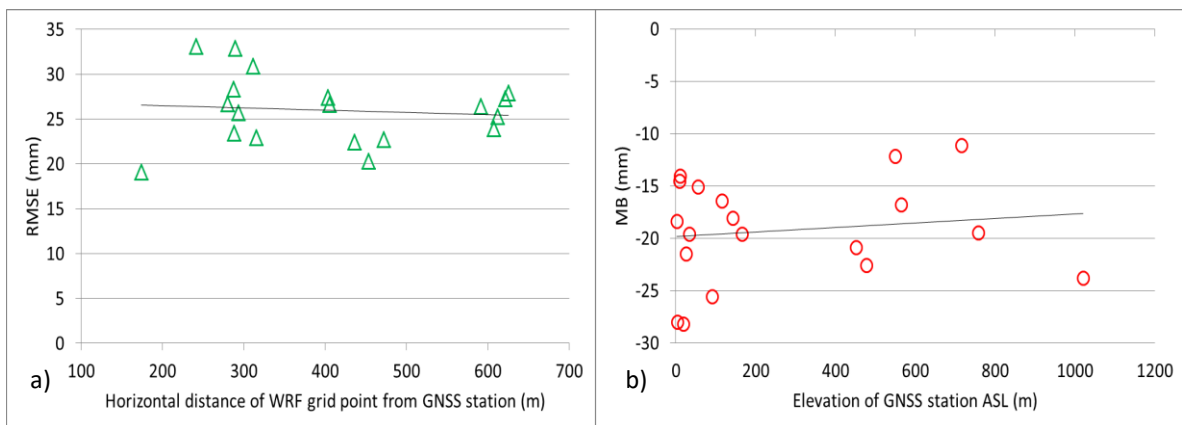 35
30
25
20
15
10
5
0
RMSE (mm)
100 200 300 400 500 600 700
a)
Horizontal distance of WRF grid point from GNSS station (m)
0
-5
-10
-15
-20
-25
-30
MB (mm)
0 200 400 600 800 1000 1200
b)
Elevation of GNSS station ASL (m)